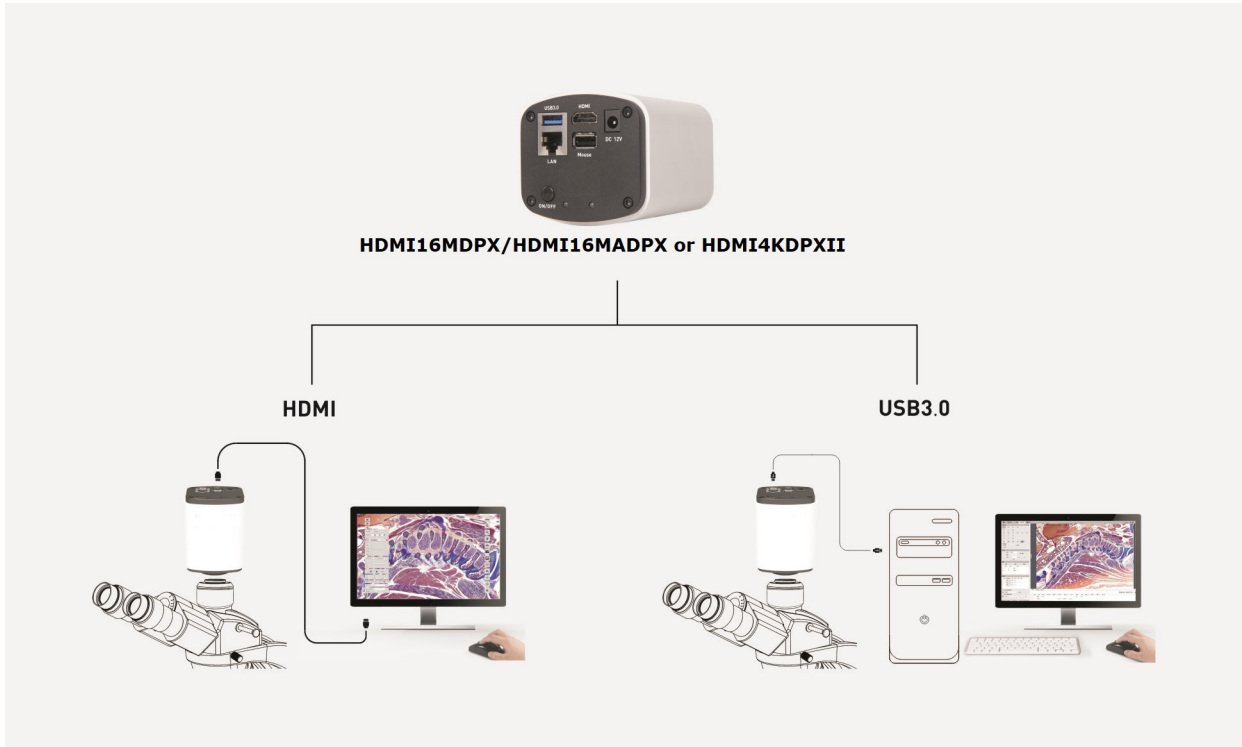 USB3.0 HDMI
DC 12V
LAN Mouse
ON/OFF
HDMI16MDPX/HDMI16MADPX or HDMI4KDPXII
HDMI
USB3.0